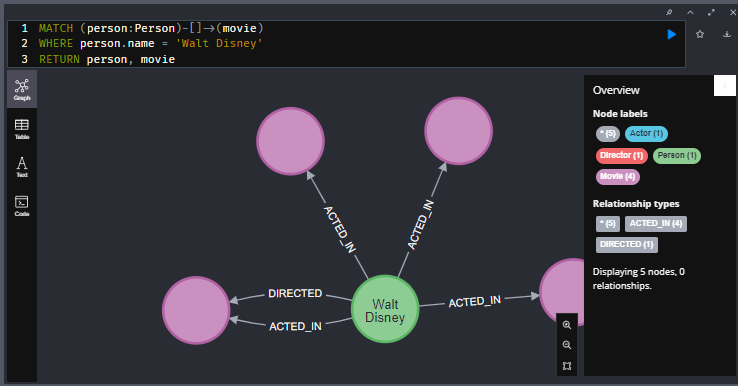 1 MATCH (person:Person)-[]->(movie)
2 WHERE person.name = 'Walt Disney'
3 RETURN person, movie
Graph
Table
Text
Code
ACTED_IN
ACTED_IN
DIRECTED
ACTED_IN
ACTED_IN
Walt
Disney
Overview
Node labels
* (5) Actor (1)
Director (1) Person (1)
Movie (4)
Relationship types
* (5) ACTED_IN (4)
DIRECTED (1)
Displaying 5 nodes, 0
relationships.